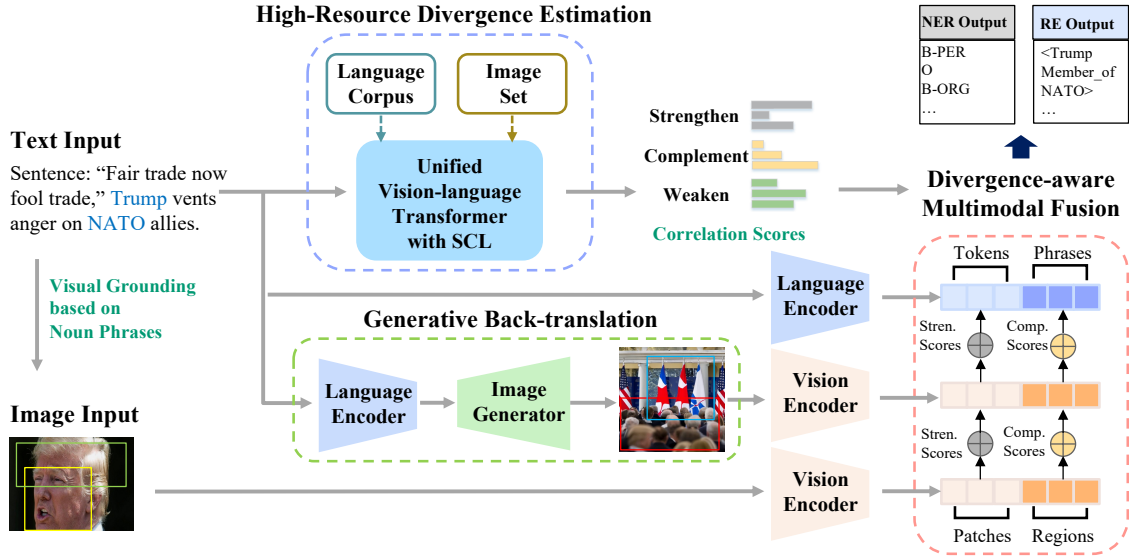 High-Resource Divergence Estimation
Language
Corpus
Image
Set
Unified
Vision-language
Transformer
with SCL
Text Input
Sentence: “Fair trade now
fool trade,” Trump vents
anger on NATO allies.
Visual Grounding
based on
Noun Phrases
Image Input
Strengthen
Complement
Weaken
Correlation Scores
Generative Back-translation
Language
Encoder
Image
Generator
Language
Encoder
Vision
Encoder
Vision
Encoder
NER Output
B-PER
O
B-ORG
…
RE Output
<Trump
Member_of
NATO>
…
Divergence-aware
Multimodal Fusion
Tokens
Phrases
Stren.
Scores
Comp.
Scores
Stren.
Scores
Comp.
Scores
Patches
Regions